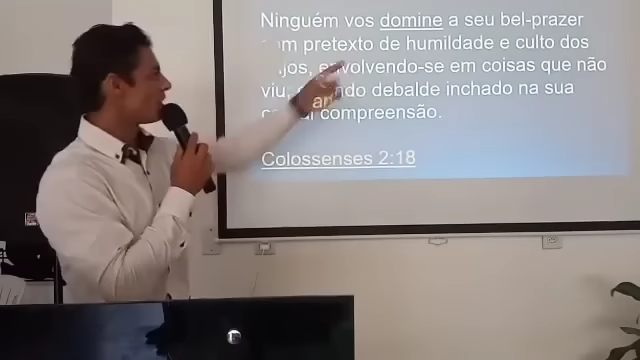 Ninguém vos domine a seu bel-prazer
pretexto de humildade e culto dos
envolvendo-se em coisas que não
viu, debalde inchado na sua
compreensão.
Colossenses 2:18